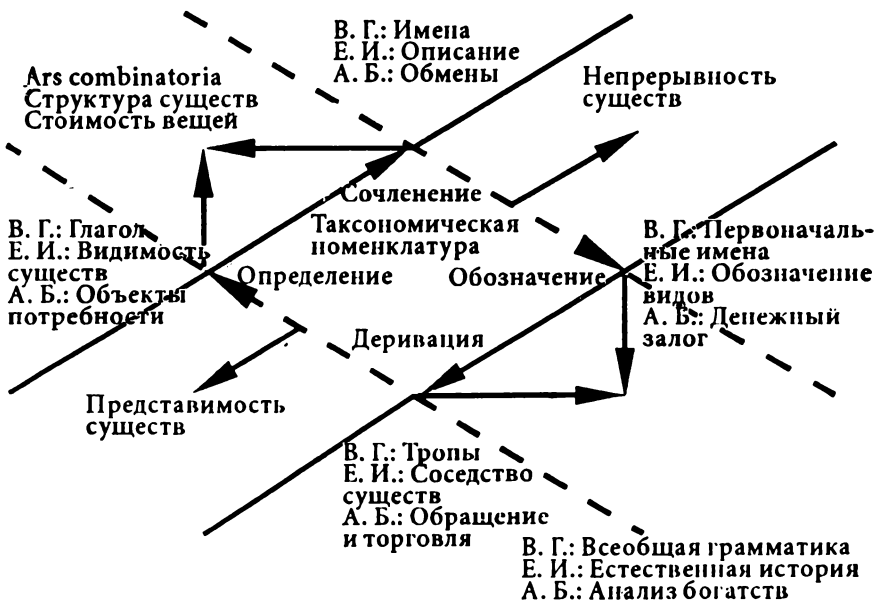 В. Г.: Имена
Е. И.: Описание
А. Б.: Обмены
Ars combinatoria
Структура существ
Стоимость вещей
Непрерывность
существ
Сочленение
Таксономическая
номенклатура
В. Г.: Глагол
Е. И.: Видимость
существ
А. Б.: Объекты
потребности
Определение
Обозначение
В. Г.: Первоначаль-
ные имена
Е. И.: Обозначение
видов
А. Б.: Денежный
залог
Деривация
Представимость
существ
В. Г.: Тропы
Е. И.: Соседство
существ
А. Б.: Обращение
и торговля
В. Г.: Всеобщая грамматика
Е. И.: Естественная история
А. Б.: Анализ богатств